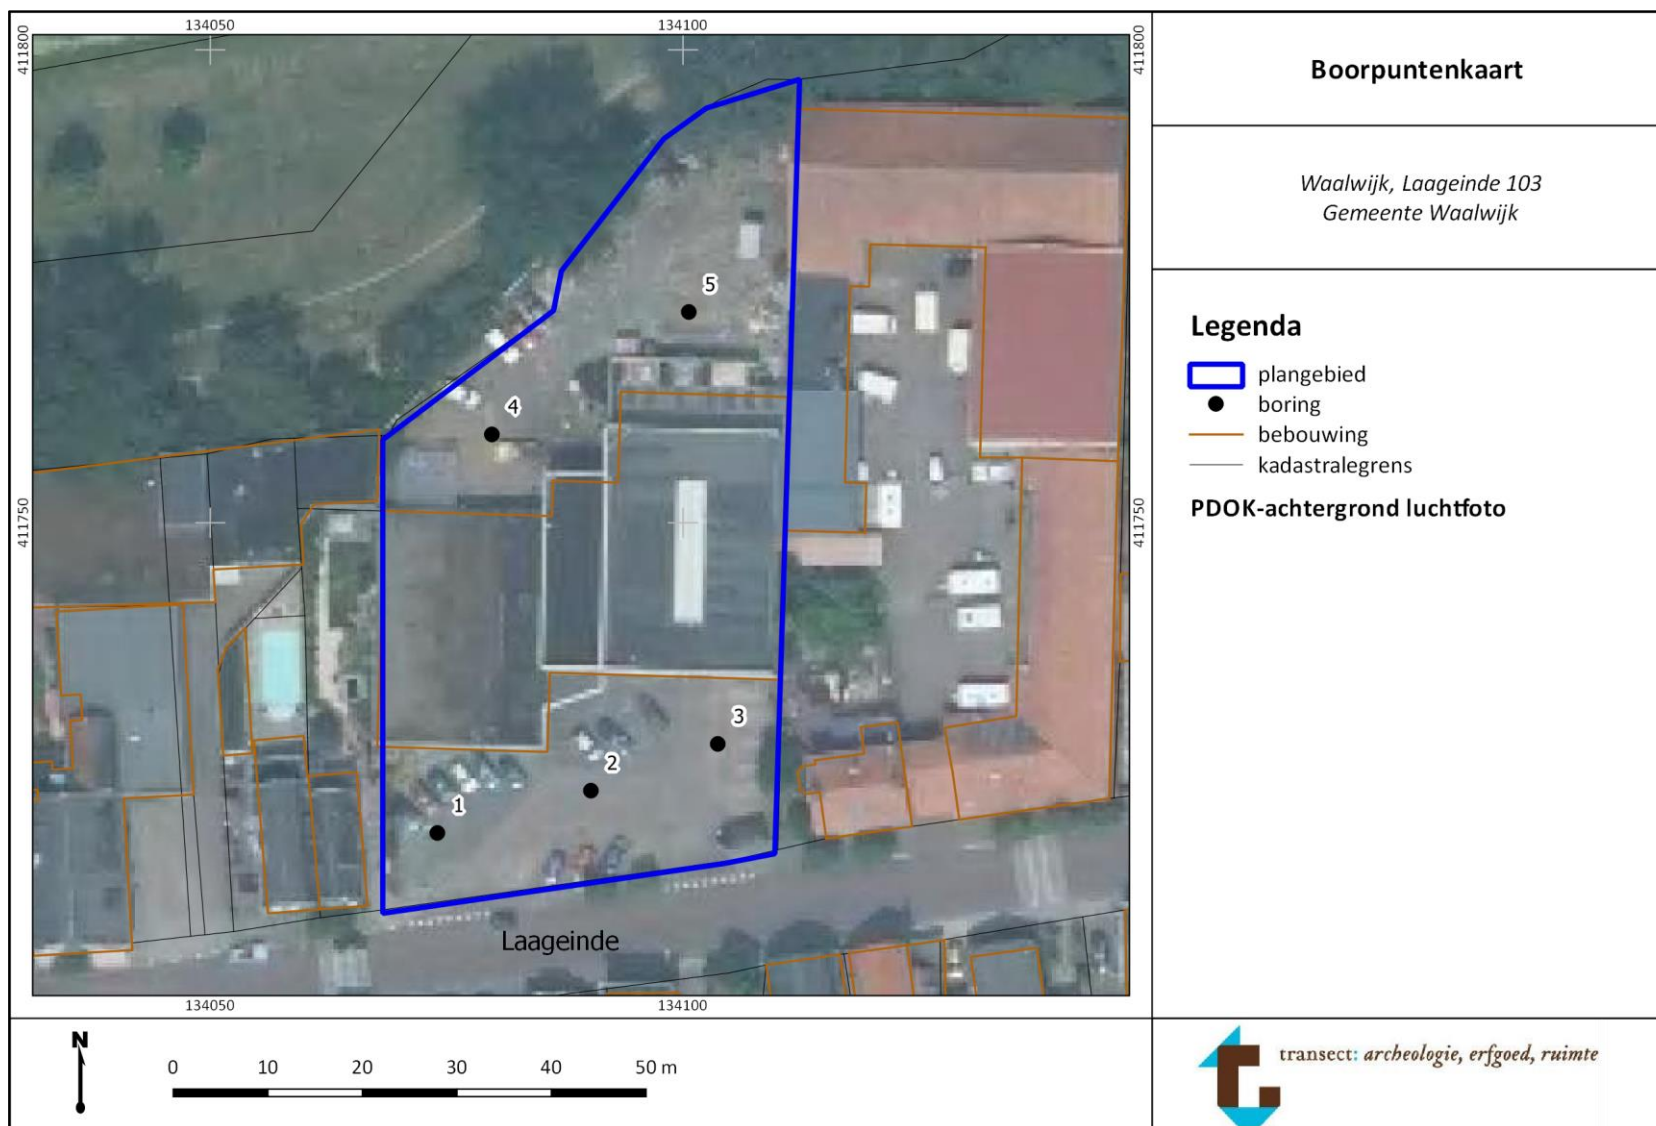 134050
134100
411800
411800
5
4
411750
411750
3
2
1
Laageinde
134050
134100
N
0
10
20
30
40
50 m
Boorpuntenkaart
Waalwijk, Laageinde 103
Gemeente Waalwijk
Legenda
plangebied
boring
bebouwing
kadastralegrens
PDOK-achtergrond luchtfoto
transect: archeologie, erfgoed, ruimte